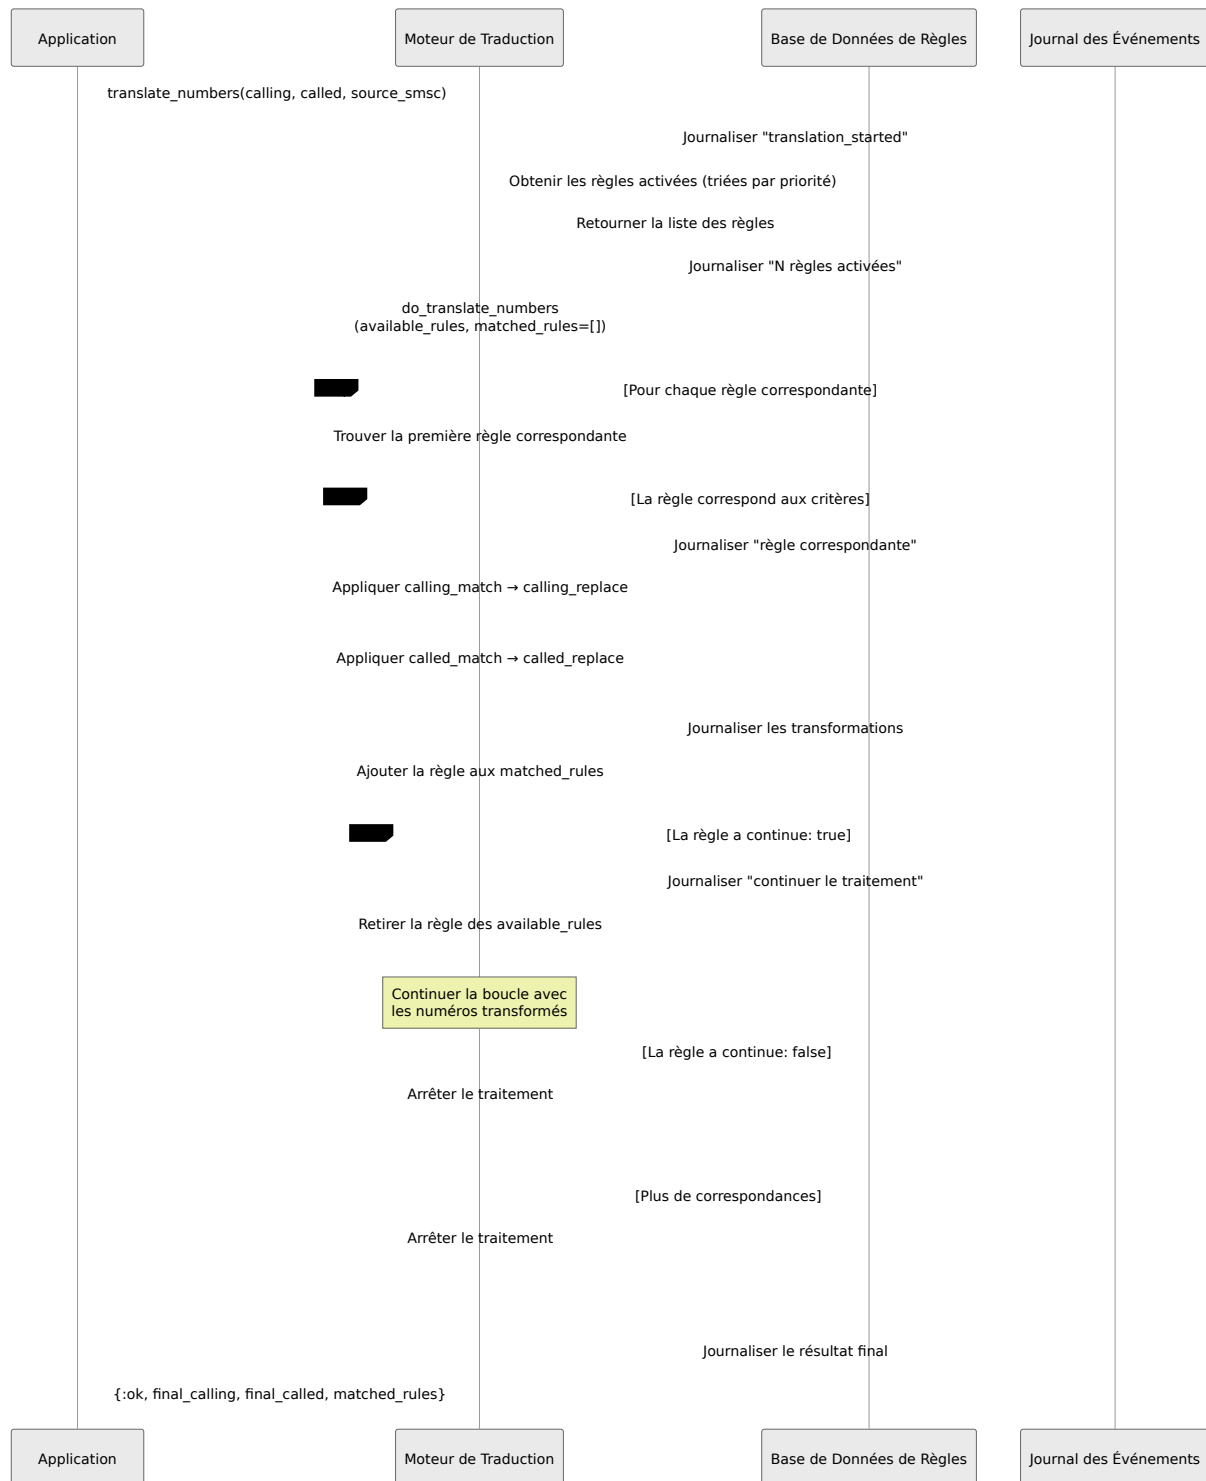 Application
Moteur de Traduction
Base de Données de Règles
Journal des Événements
translate_numbers(calling, called, source_smsc)
Journaliser "translation_started"
Obtenir les règles activées (triées par priorité)
Retourner la liste des règles
Journaliser "N règles activées"
do_translate_numbers
(available_rules, matched_rules=[])
[Pour chaque règle correspondante]
Trouver la première règle correspondante
[La règle correspond aux critères]
Journaliser "règle correspondante"
Appliquer calling_match → calling_replace
Appliquer called_match → called_replace
Journaliser les transformations
Ajouter la règle aux matched_rules
[La règle a continue: true]
Journaliser "continuer le traitement"
Retirer la règle des available_rules
Continuer la boucle avec
les numéros transformés
[La règle a continue: false]
Arrêter le traitement
[Plus de correspondances]
Arrêter le traitement
Journaliser le résultat final
{:ok, final_calling, final_called, matched_rules}
Application
Moteur de Traduction
Base de Données de Règles
Journal des Événements